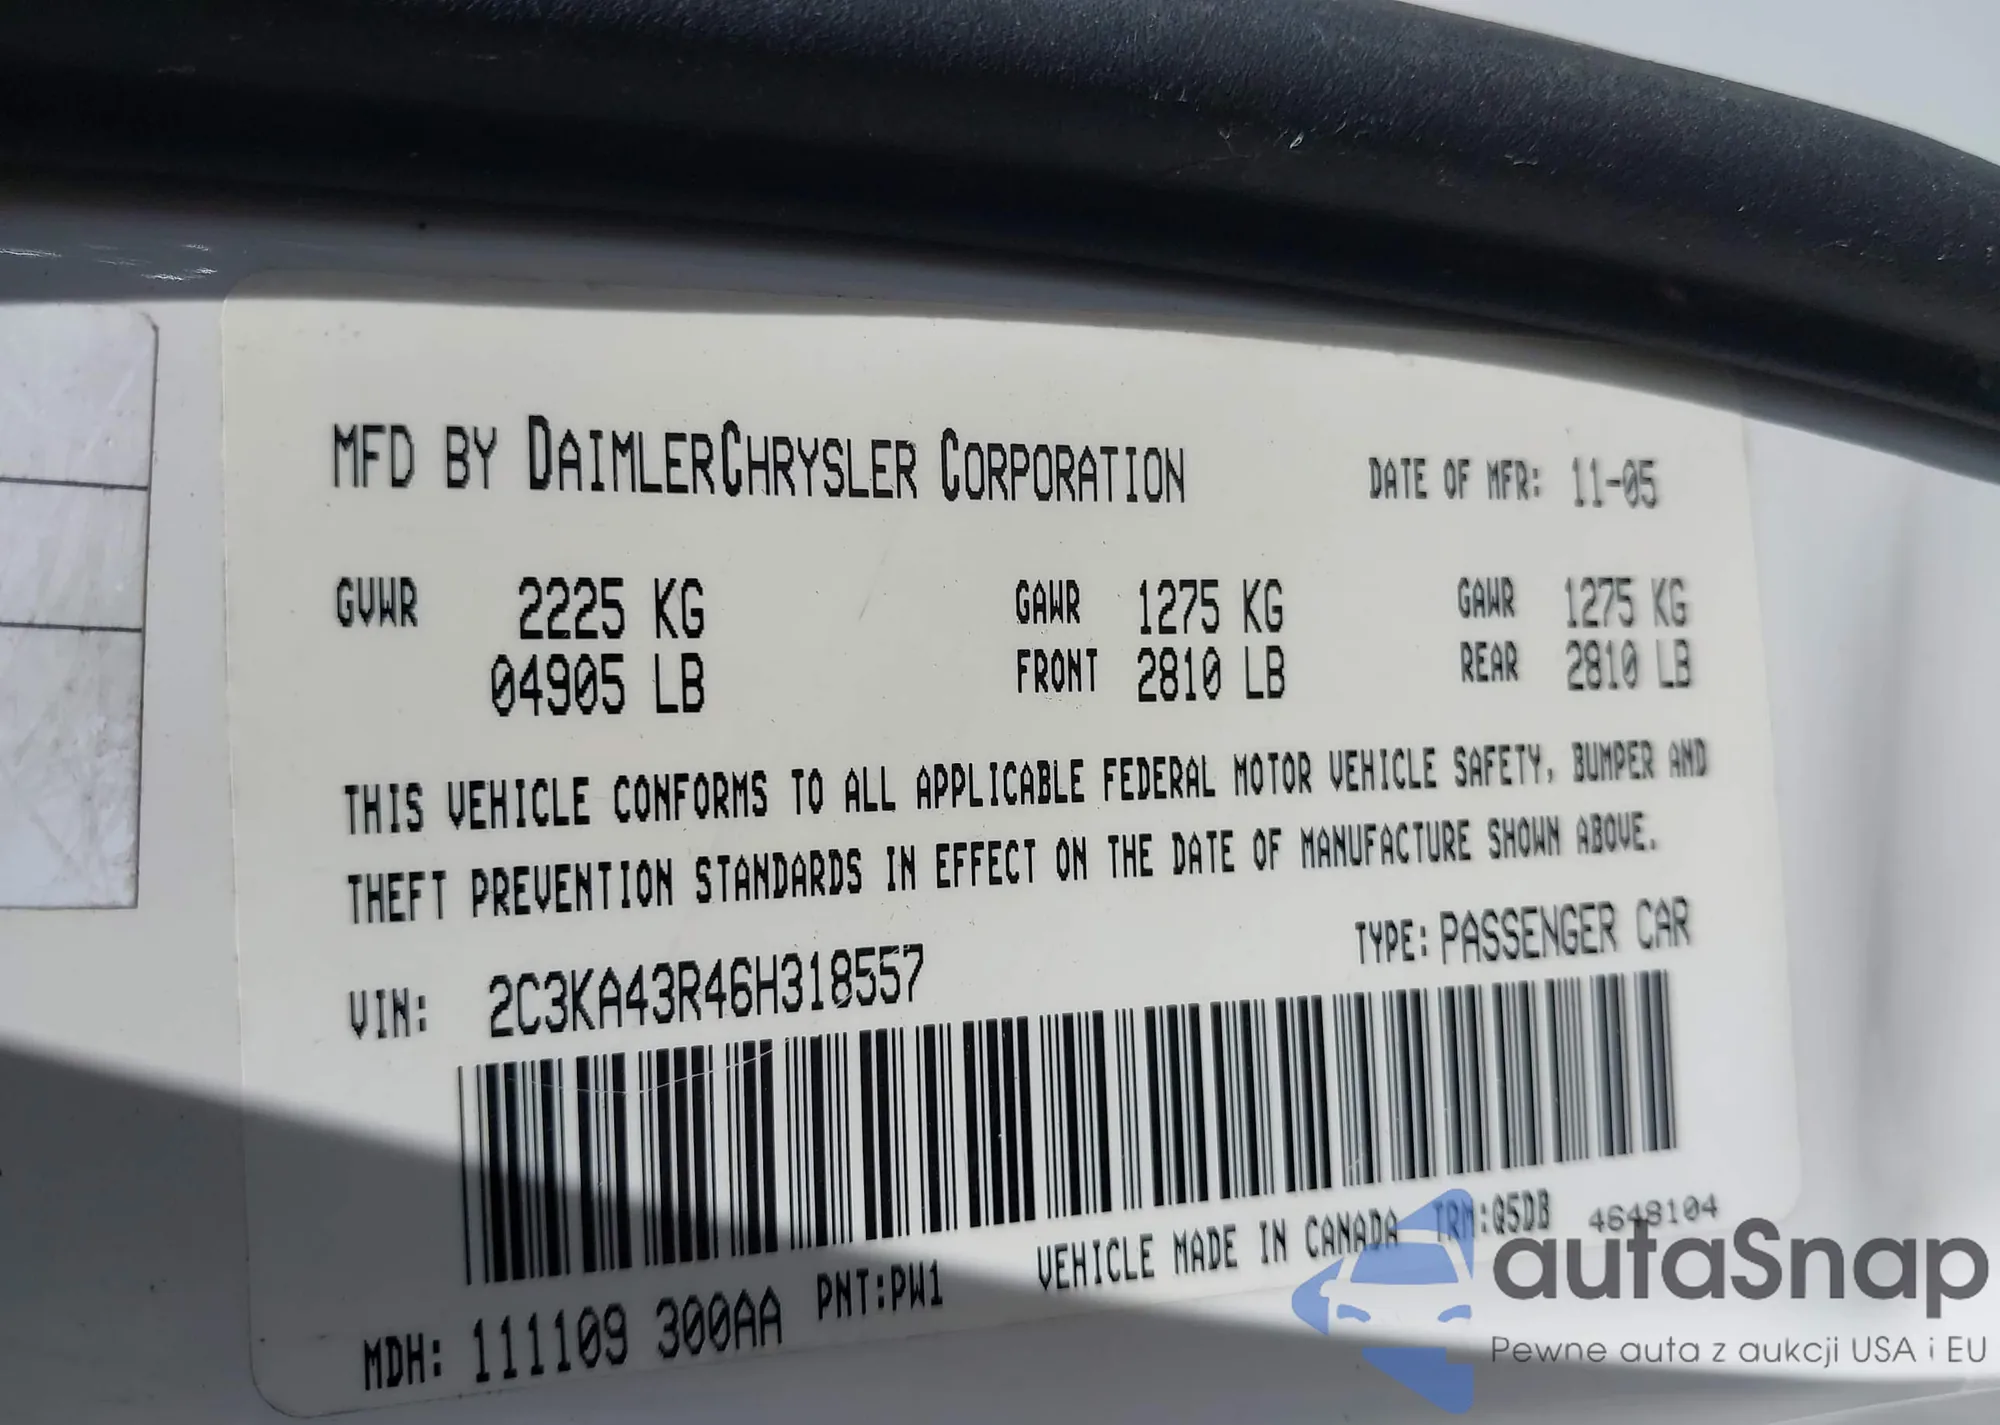 MFD BY DAIMLERCHRYSLER CORPORATION DATE OF MFR: 11-05
GVWR 2225 KG GAWR 1275 KG GAWR 1275 KG
04905 LB FRONT 2810 LB REAR 2810 LB
THIS VEHICLE CONFORMS TO ALL APPLICABLE FEDERAL MOTOR VEHICLE SAFETY, BUMPER AND
THEFT PREVENTION STANDARDS IN EFFECT ON THE DATE OF MANUFACTURE SHOWN ABOVE.
VIN: 2C3KA43R46H318557 TYPE: PASSENGER CAR
MDH: 111109 300AA PNT:PW1 VEHICLE MADE IN CANADA TRM:Q5DB 4648104
autaSnap
Pewne auta z aukcji USA i EU